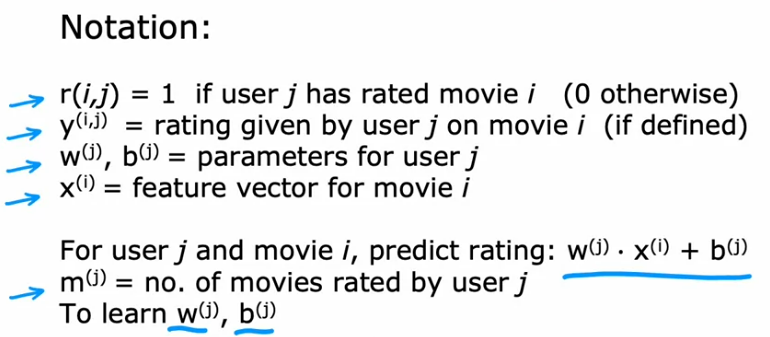 Notation:
r(i,j) = 1 if user j has rated movie i (0 otherwise)
y(i,j) = rating given by user j on movie i (if defined)
w(j), b(j) = parameters for user j
x(i) = feature vector for movie i
For user j and movie i, predict rating: w(j) · x(i) + b(j)
m(j) = no. of movies rated by user j
To learn w(j), b(j)